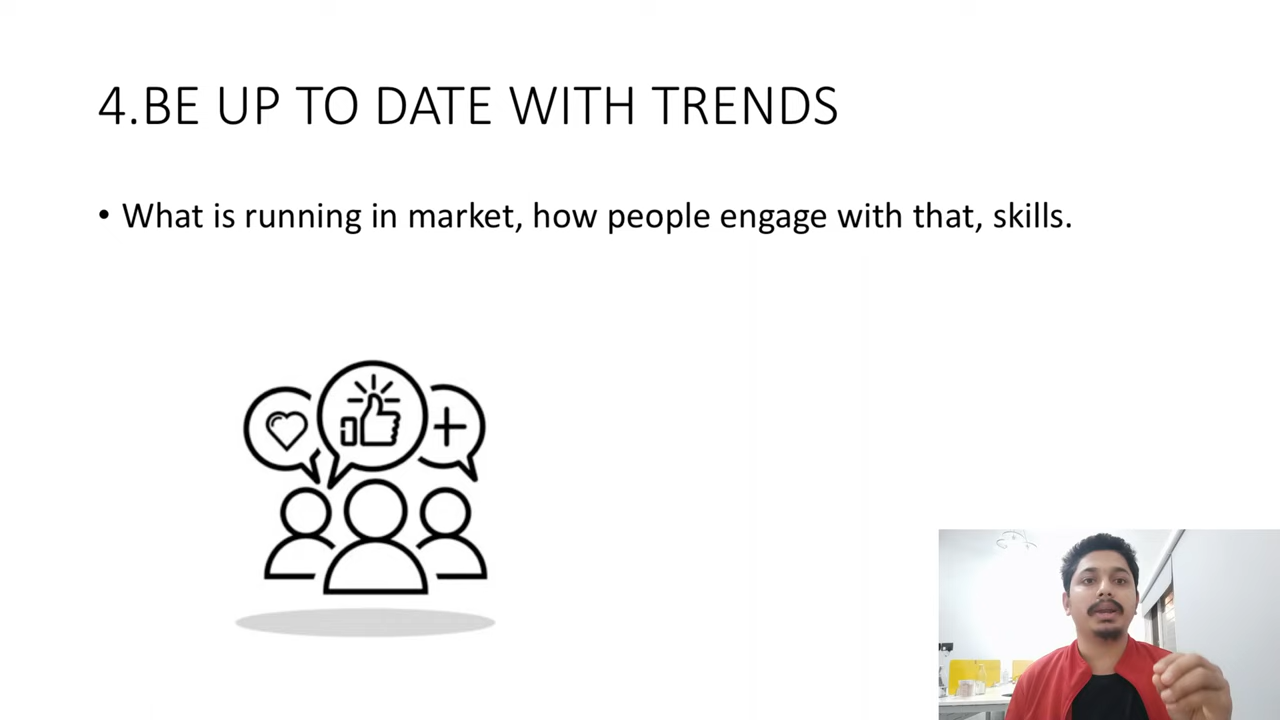 4.BE UP TO DATE WITH TRENDS
• What is running in market, how people engage with that, skills.